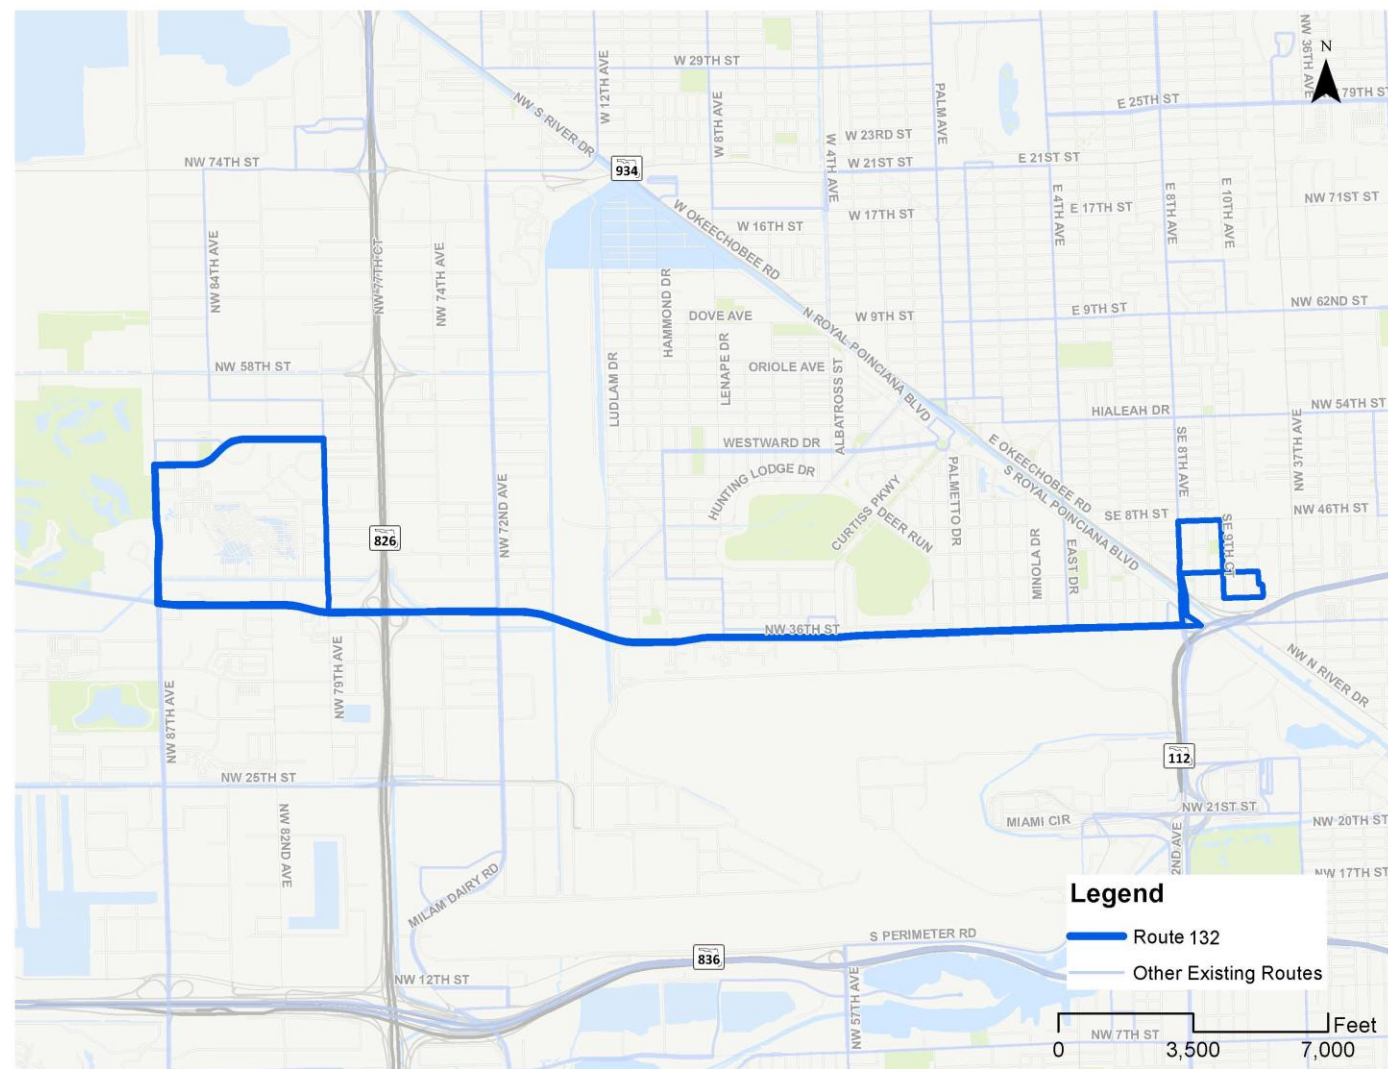 NW 36TH AVE
N
W 29TH ST
W 12TH AVE
79TH ST
E 25TH ST
NW S RIVER DR
W 8TH AVE
PALM AVE
W 23RD ST
W 4TH AVE
NW 74TH ST
934
W 21ST ST
E 21ST ST
E 4TH AVE
E 8TH AVE
E 10TH AVE
NW 71ST ST
W OKEECHOBEE RD
W 16TH ST
W 17TH ST
E 17TH ST
NW 84TH AVE
NW 77TH CT
NW 74TH AVE
HAMMOND DR
DOVE AVE
W 9TH ST
E 9TH ST
NW 62ND ST
N ROYAL POINCIANA BLVD
NW 58TH ST
LUDLAM DR
LENAPE DR
ORIOLE AVE
ALBATROSS ST
HIALEAH DR
NW 54TH ST
WESTWARD DR
E OKEECHOBEE RD
SE 8TH AVE
NW 37TH AVE
HUNTING LODGE DR
PALMETTO DR
S ROYAL POINCIANA BLVD
NW 72ND AVE
CURTISS PKWY
DEER RUN
SE 8TH ST
NW 46TH ST
826
MINOLA DR
EAST DR
SE 9TH CT
NW 36TH ST
NW 79TH AVE
NW 87TH AVE
NW N RIVER DR
112
NW 25TH ST
NW 82ND AVE
MIAMI CIR
NW 21ST ST
NW 20TH ST
2ND AVE
NW 17TH ST
MILAM DAIRY RD
Legend
Route 132
Other Existing Routes
S PERIMETER RD
836
NW 12TH ST
NW 57TH AVE
NW 7TH ST
Feet
0 3,500 7,000